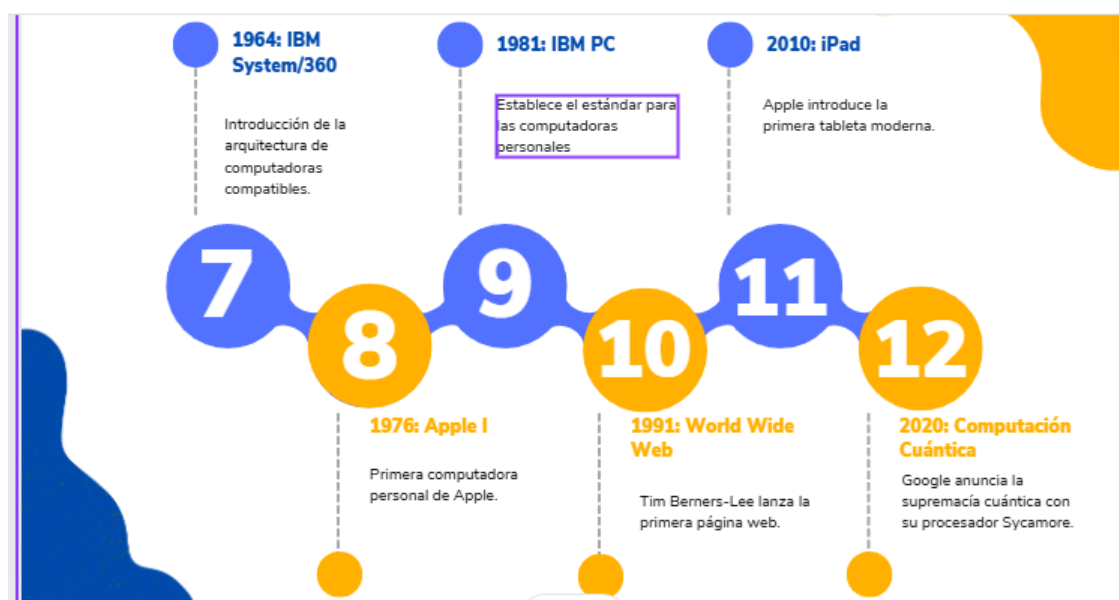 1964: IBM
System/360
Introducción de la
arquitectura de
computadoras
compatibles.
1981: IBM PC
Establece el estándar para
las computadoras
personales
2010: iPad
Apple introduce la
primera tableta moderna.
7
8
9
10
11
12
1976: Apple I
Primera computadora
personal de Apple.
1991: World Wide
Web
Tim Berners-Lee lanza la
primera página web.
2020: Computación
Cuántica
Google anuncia la
supremacía cuántica con
su procesador Sycamore.